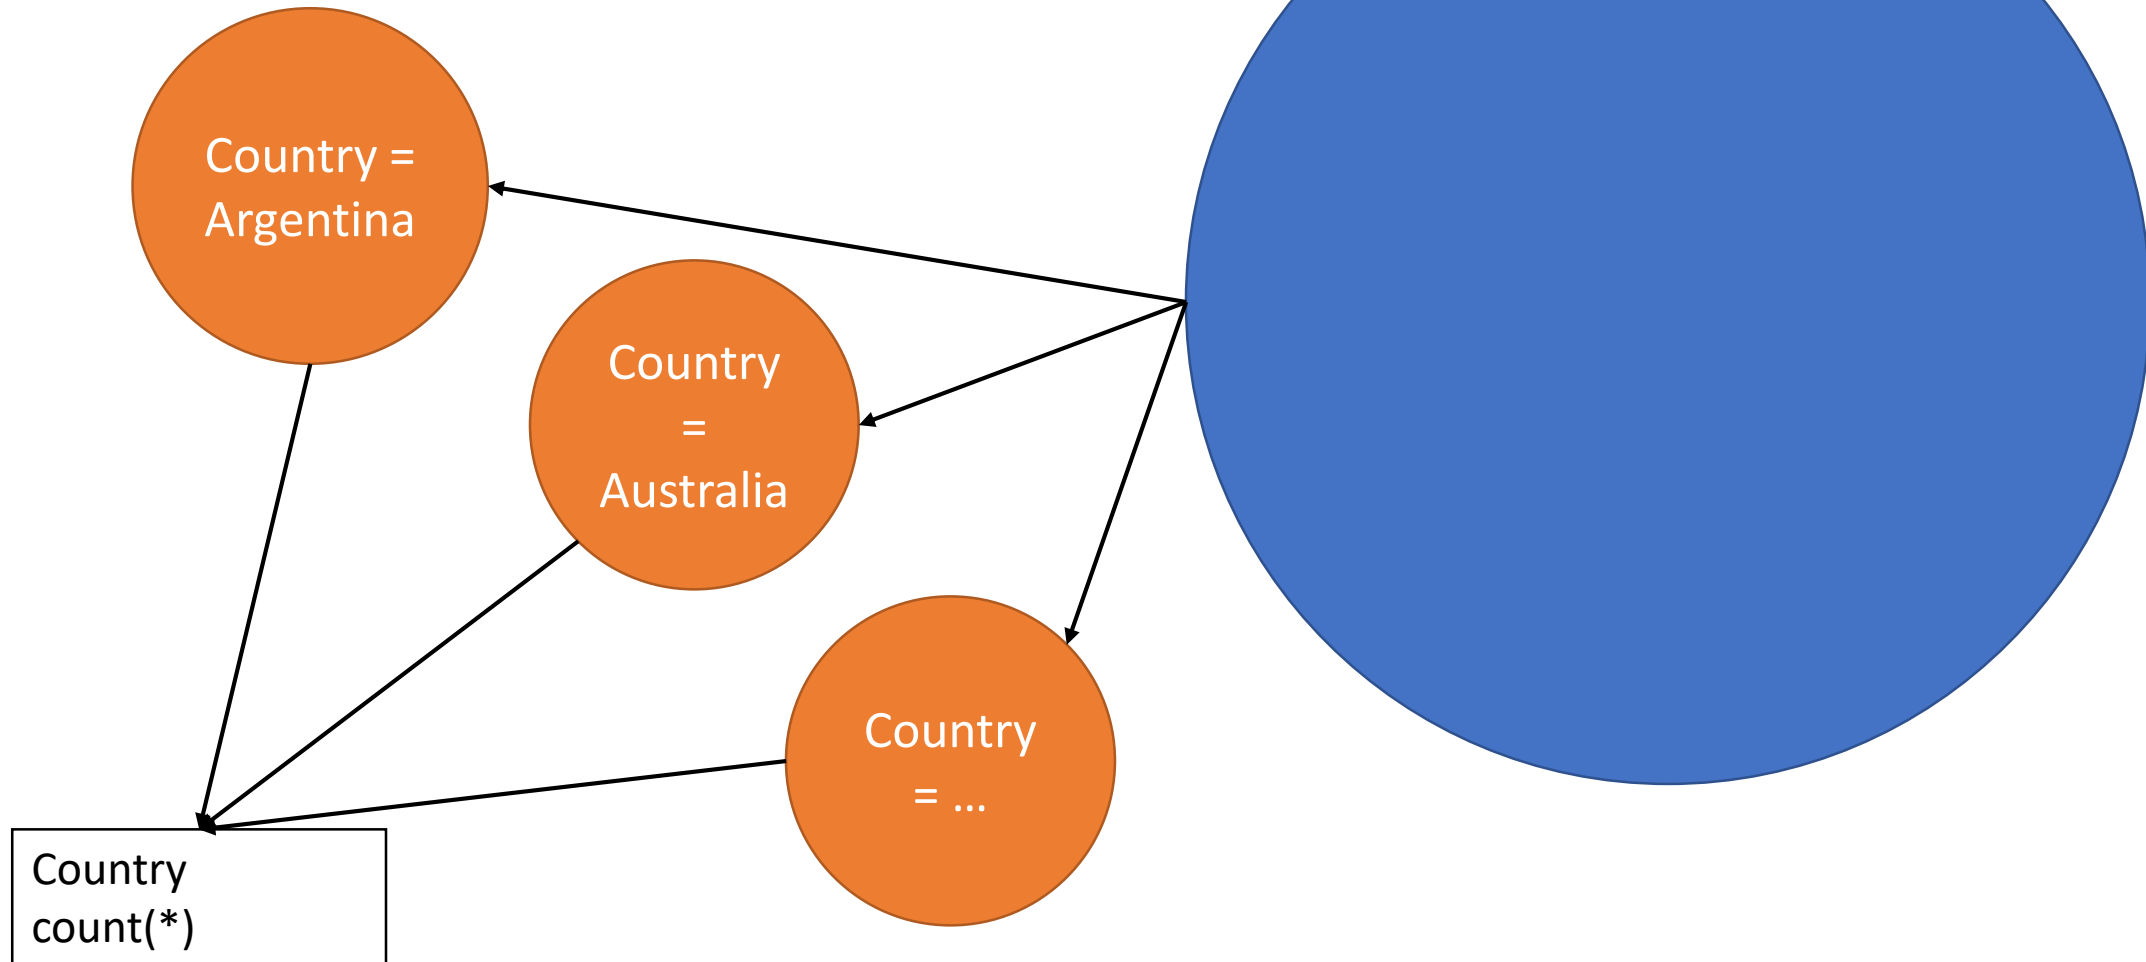 Country =
Argentina
Country
=
Australia
Country
= ...
Country
count(*)